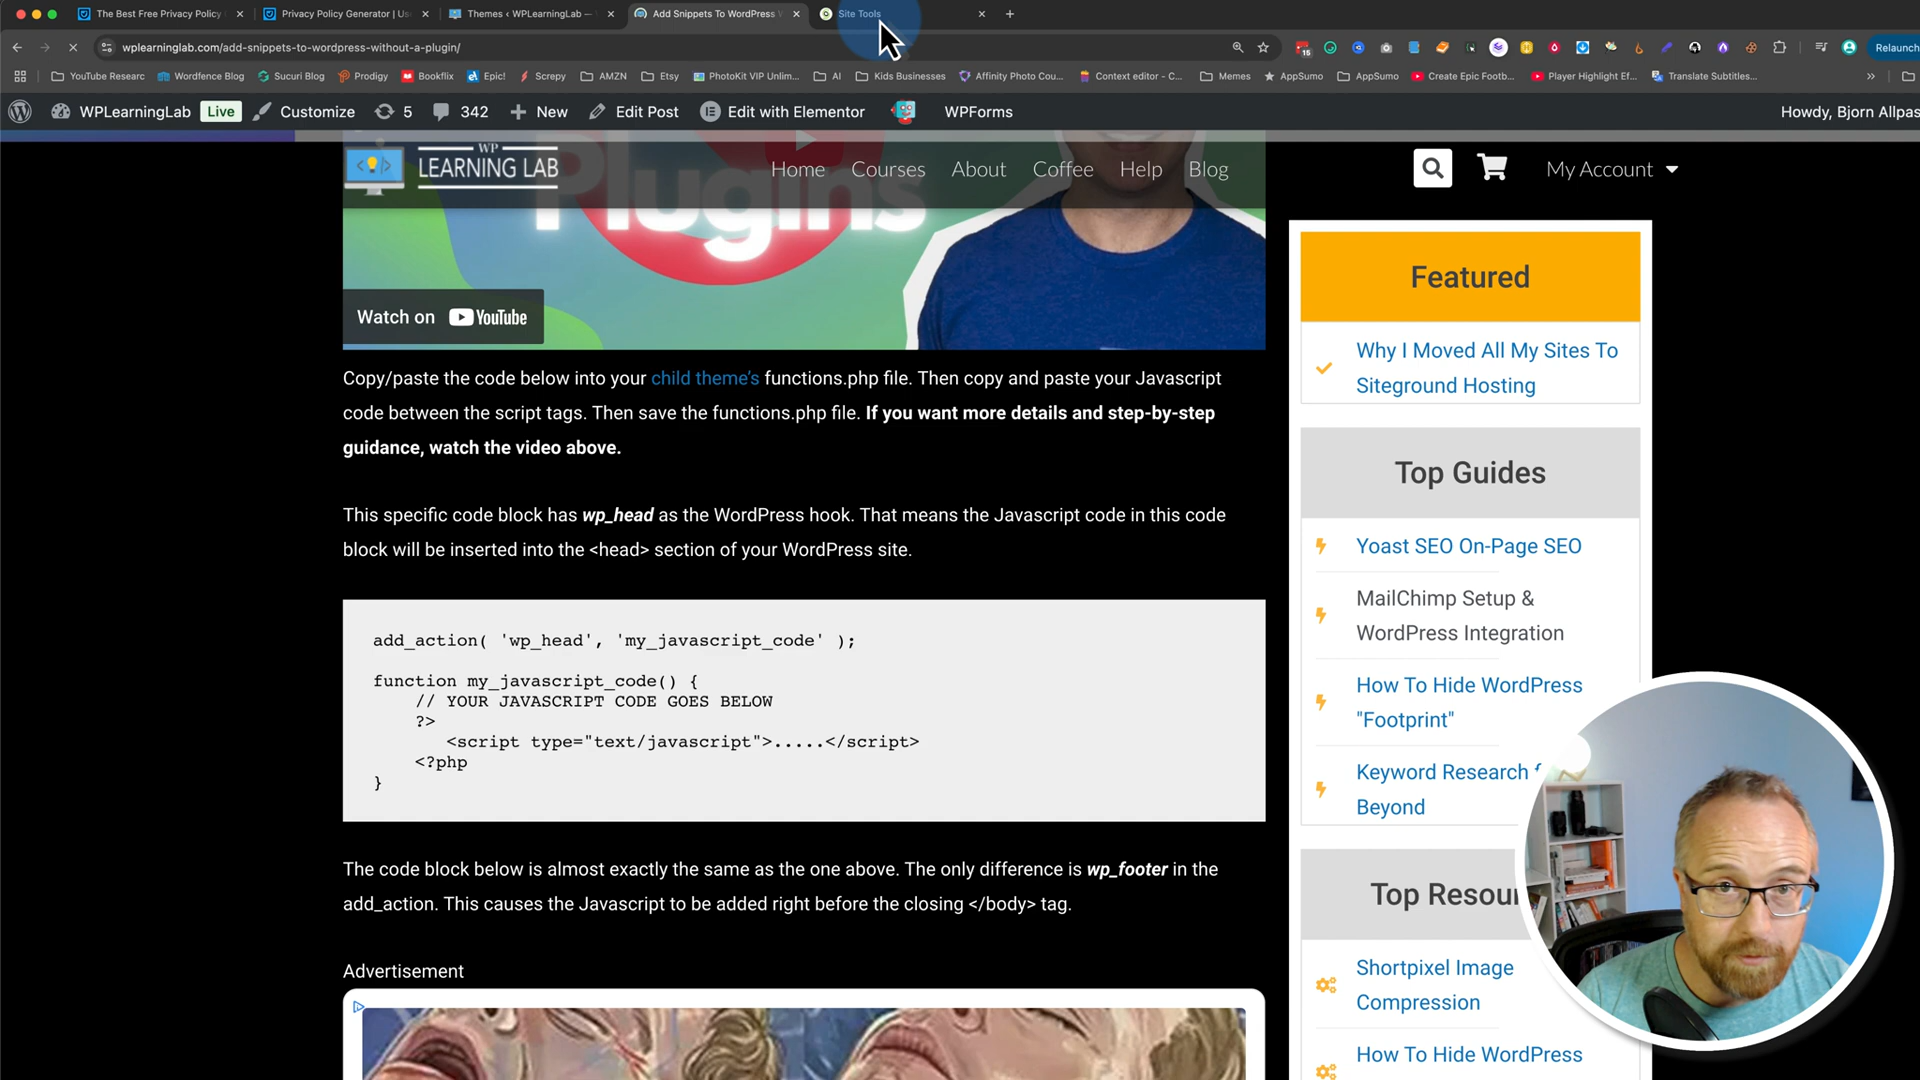 The Best Free Privacy Policy
Privacy Policy Generator | Us
Themes ‹ WPLearningLab —
Add Snippets To WordPress W
Site Tools
wplearninglab.com/add-snippets-to-wordpress-without-a-plugin/
15
Relaunch
YouTube Researc
Wordfence Blog
Sucuri Blog
Prodigy
Bookflix
Epic!
Screpy
AMZN
Etsy
PhotoKit VIP Unlim...
AI
Kids Businesses
Affinity Photo Cou...
Context editor - C...
Memes
AppSumo
AppSumo
Create Epic Footb...
Player Highlight Ef...
Translate Subtitles...
WPLearningLab
Live
Customize
5
342
New
Edit Post
Edit with Elementor
WPForms
Howdy, Bjorn Allpas
WP
LEARNING LAB
Home
Courses
About
Coffee
Help
Blog
My Account
Plugins
Watch on YouTube
Copy/paste the code below into your child theme's functions.php file. Then copy and paste your Javascript
code between the script tags. Then save the functions.php file. If you want more details and step-by-step
guidance, watch the video above.
This specific code block has wp_head as the WordPress hook. That means the Javascript code in this code
block will be inserted into the <head> section of your WordPress site.
add_action( 'wp_head', 'my_javascript_code' );
function my_javascript_code() {
// YOUR JAVASCRIPT CODE GOES BELOW
?>
<script type="text/javascript">.....</script>
<?php
}
The code block below is almost exactly the same as the one above. The only difference is wp_footer in the
add_action. This causes the Javascript to be added right before the closing </body> tag.
Advertisement
Featured
Why I Moved All My Sites To
Siteground Hosting
Top Guides
Yoast SEO On-Page SEO
MailChimp Setup &
WordPress Integration
How To Hide WordPress
"Footprint"
Keyword Research
Beyond
Top Resour
Shortpixel Image
Compression
How To Hide WordPress